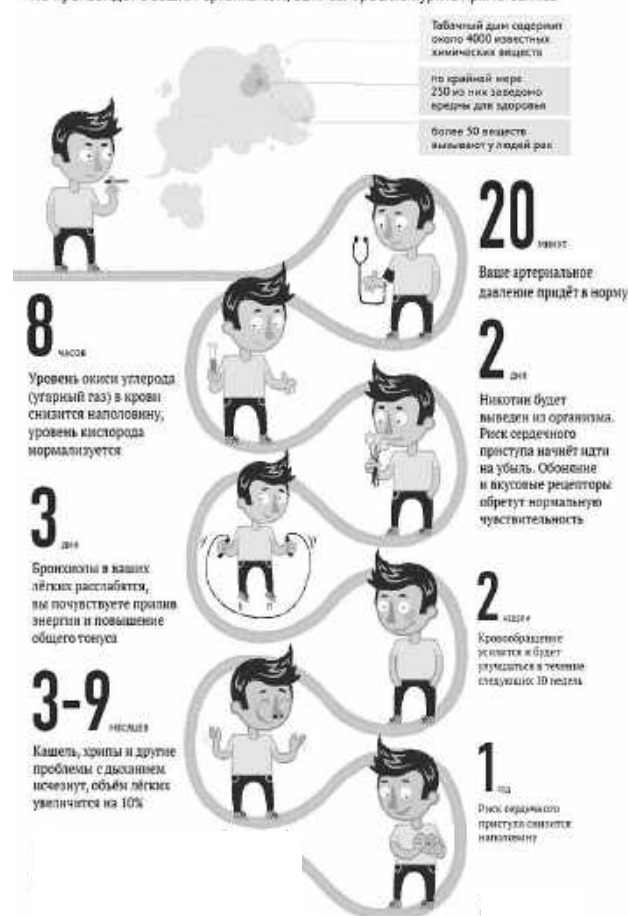 Табачный дым содержит
около 4000 известных
химических веществ
по крайней мере
250 из них заведомо
вредны для здоровья
более 50 веществ
вызывают у людей рак
20
минут
Ваше артериальное
давление придёт в норму
8
часов
Уровень окиси углерода
(угарный газ) в крови
снизится наполовину,
уровень кислорода
нормализуется
2
дня
Никотин будет
выведен из организма.
Риск сердечного
приступа начнёт идти
на убыль. Обоняние
и вкусовые рецепторы
обретут нормальную
чувствительность
3
дня
Бронхиолы в ваших
лёгких расслабятся,
вы почувствуете прилив
энергии и повышение
общего тонуса
2
недели
Кровообращение
усилится и будет
улучшаться в течение
следующих 10 недель
3-9
месяцев
Кашель, хрипы и другие
проблемы с дыханием
исчезнут, объём лёгких
увеличится на 10%
1
год
Риск сердечного
приступа снизится
наполовину